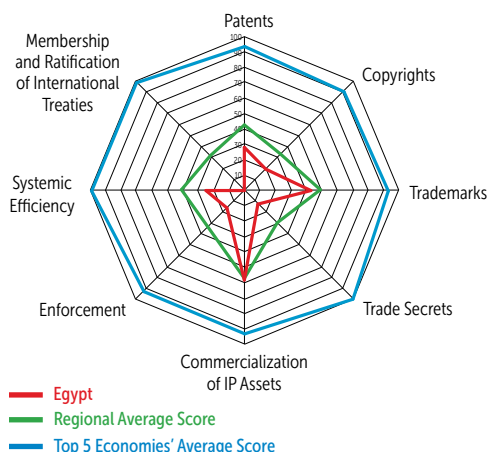 Patents
100
90
80
70
60
50
40
30
20
10
0
Copyrights
Trademarks
Trade Secrets
Commercialization
of IP Assets
Enforcement
Systemic
Efficiency
Membership
and Ratification
of International
Treaties
Egypt
Regional Average Score
Top 5 Economies' Average Score